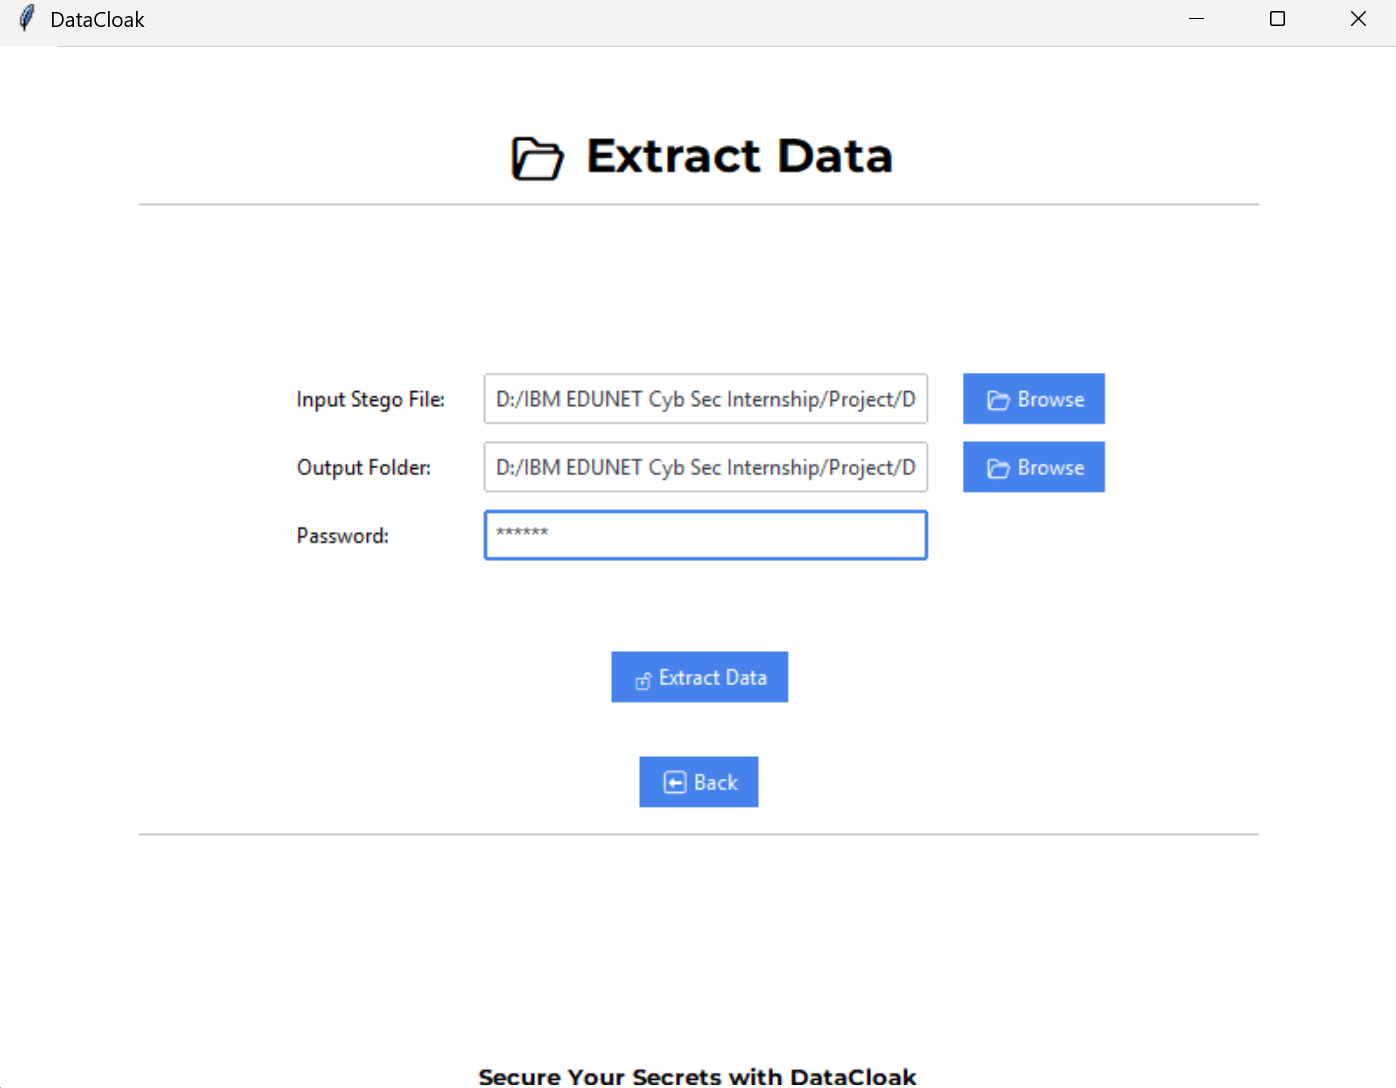 DataCloak
Extract Data
Input Stego File: D:/IBM EDUNET Cyb Sec Internship/Project/D Browse
Output Folder: D:/IBM EDUNET Cyb Sec Internship/Project/D Browse
Password: ******
Extract Data
Back
Secure Your Secrets with DataCloak